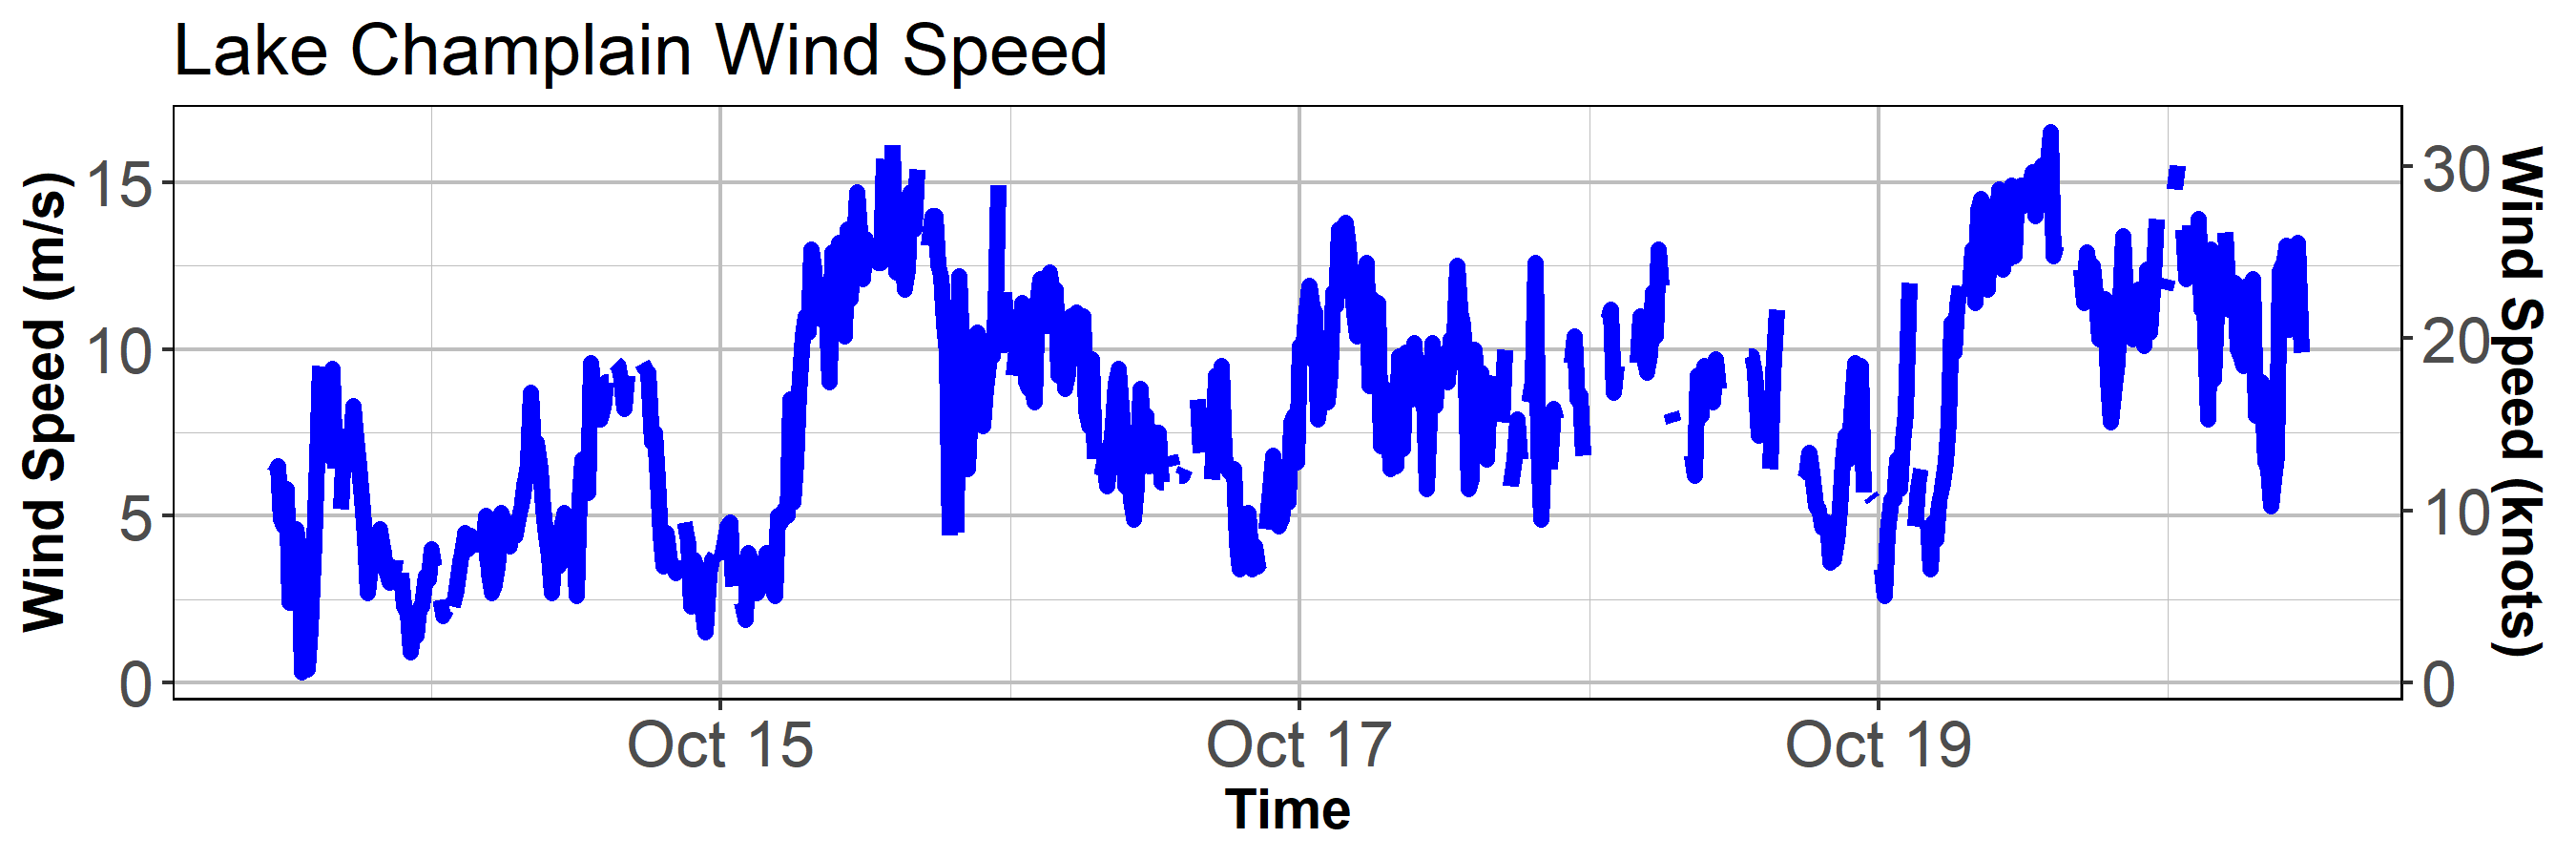 Lake Champlain Wind Speed
Wind Speed (m/s)
15
10
5
0
30
20
10
0
Wind Speed (knots)
Oct 15
Oct 17
Oct 19
Time